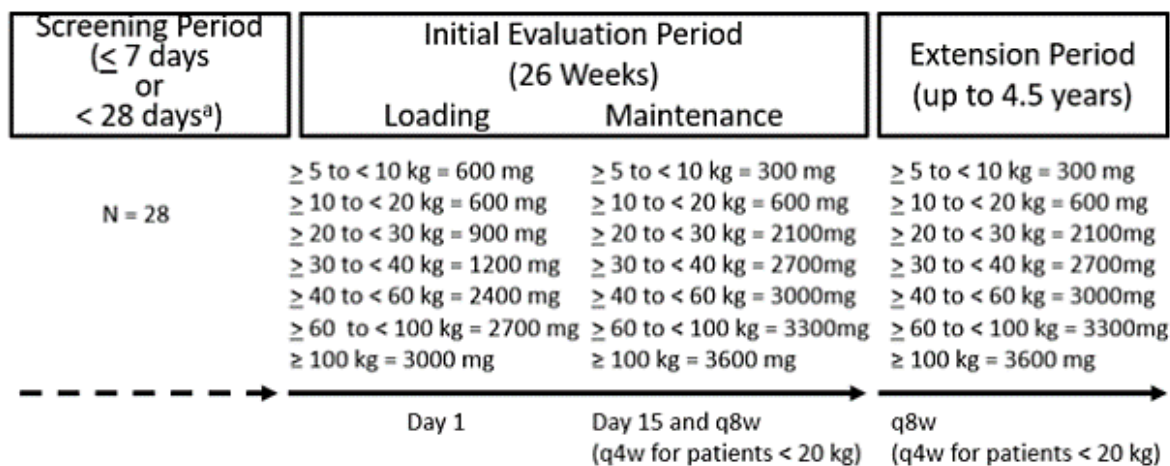 Screening Period
(≤ 7 days
or
< 28 daysᵃ)
Initial Evaluation Period
(26 Weeks)
Loading Maintenance
Extension Period
(up to 4.5 years)
N = 28
≥ 5 to < 10 kg = 600 mg
≥ 10 to < 20 kg = 600 mg
≥ 20 to < 30 kg = 900 mg
≥ 30 to < 40 kg = 1200 mg
≥ 40 to < 60 kg = 2400 mg
≥ 60 to < 100 kg = 2700 mg
≥ 100 kg = 3000 mg
Day 1
≥ 5 to < 10 kg = 300 mg
≥ 10 to < 20 kg = 600 mg
≥ 20 to < 30 kg = 2100mg
≥ 30 to < 40 kg = 2700mg
≥ 40 to < 60 kg = 3000mg
≥ 60 to < 100 kg = 3300mg
≥ 100 kg = 3600 mg
Day 15 and q8w
(q4w for patients < 20 kg)
≥ 5 to < 10 kg = 300 mg
≥ 10 to < 20 kg = 600 mg
≥ 20 to < 30 kg = 2100mg
≥ 30 to < 40 kg = 2700mg
≥ 40 to < 60 kg = 3000mg
≥ 60 to < 100 kg = 3300mg
≥ 100 kg = 3600 mg
q8w
(q4w for patients < 20 kg)